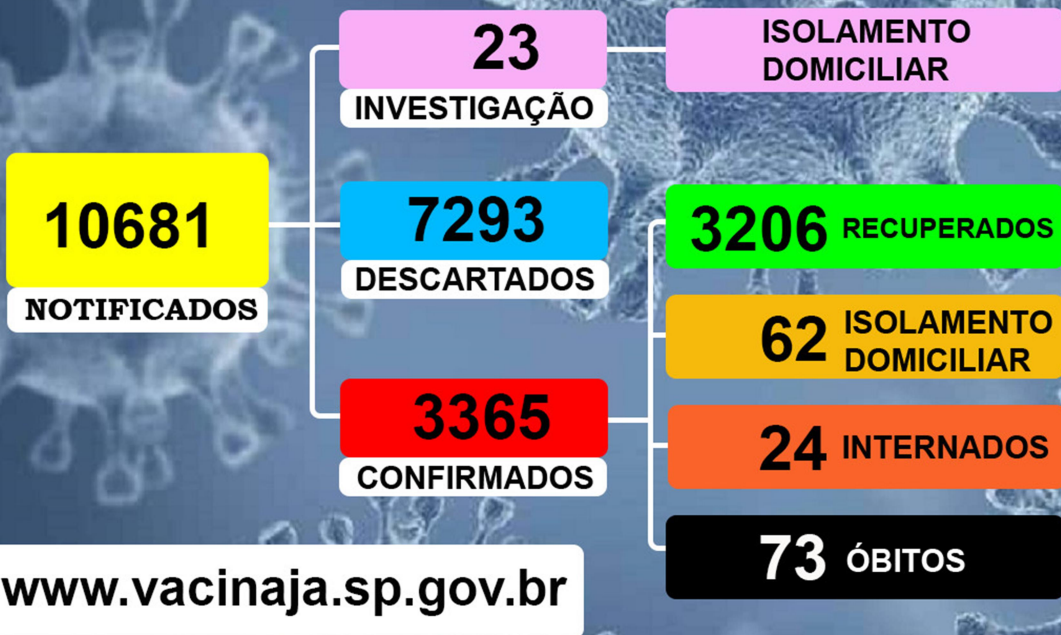 10681
NOTIFICADOS
23
INVESTIGAÇÃO
ISOLAMENTO
DOMICILIAR
7293
DESCARTADOS
3365
CONFIRMADOS
3206 RECUPERADOS
62 ISOLAMENTO
DOMICILIAR
24 INTERNADOS
73 ÓBITOS
www.vacinaja.sp.gov.br